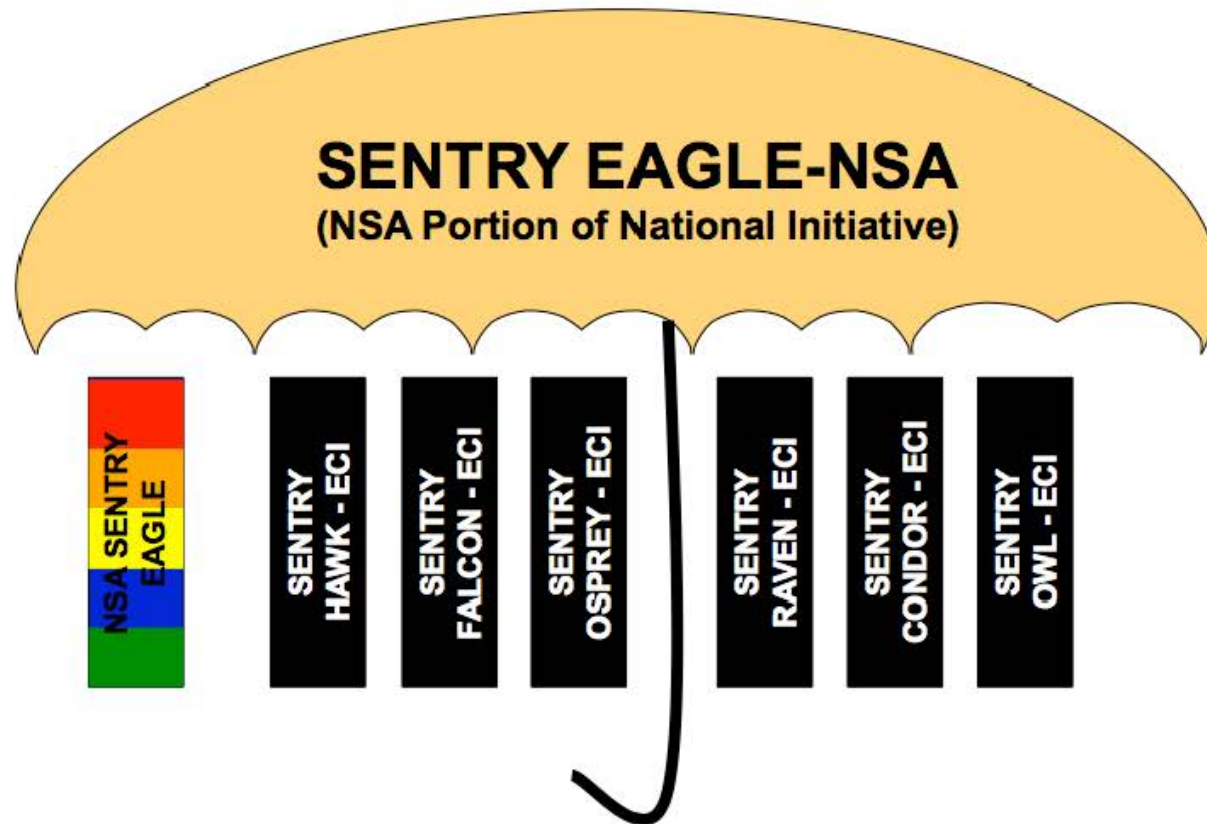 SENTRY EAGLE-NSA
(NSA Portion of National Initiative)
NSA SENTRY
EAGLE
SENTRY
HAWK - ECI
SENTRY
FALCON - ECI
SENTRY
OSPREY - ECI
SENTRY
RAVEN - ECI
SENTRY
CONDOR - ECI
SENTRY
OWL - ECI